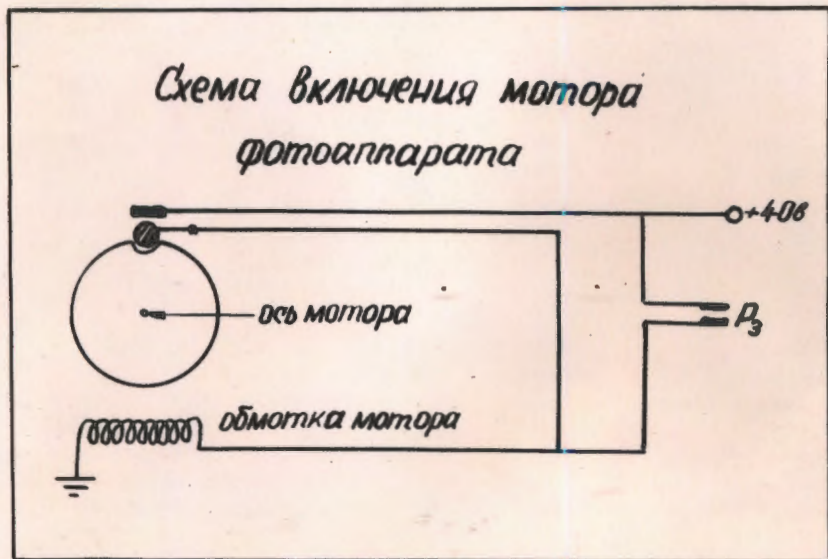 Схема включения мотора
фотоаппарата
+40в
ось мотора
Р₃
обмотка мотора